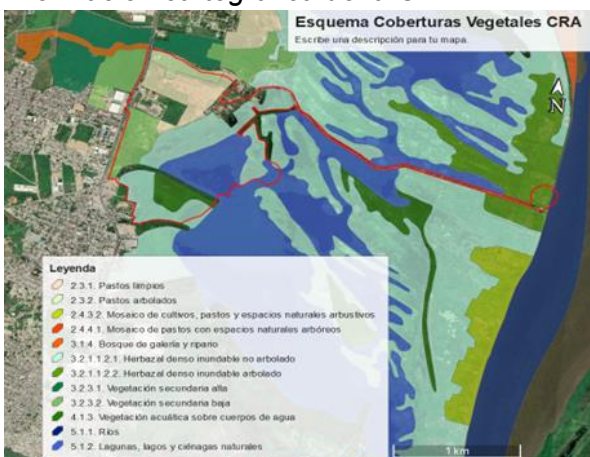 Esquema Coberturas Vegetales CRA
Escribe una descripción para tu mapa.
N
Leyenda
2.3.1. Pastos limpios
2.3.2. Pastos arbolados
2.4.3.2. Mosaico de cultivos, pastos y espacios naturales arbustivos
2.4.4.1. Mosaico de pastos con espacios naturales arbóreos
3.1.4. Bosque de galería y ripario
3.2.1.1.2.1. Herbazal denso inundable no arbolado
3.2.1.1.2.2. Herbazal denso inundable arbolado
3.2.3.1. Vegetación secundaria alta
3.2.3.2. Vegetación secundaria baja
4.1.3. Vegetación acuática sobre cuerpos de agua
5.1.1. Ríos
5.1.2. Lagunas, lagos y ciénagas naturales
1 km